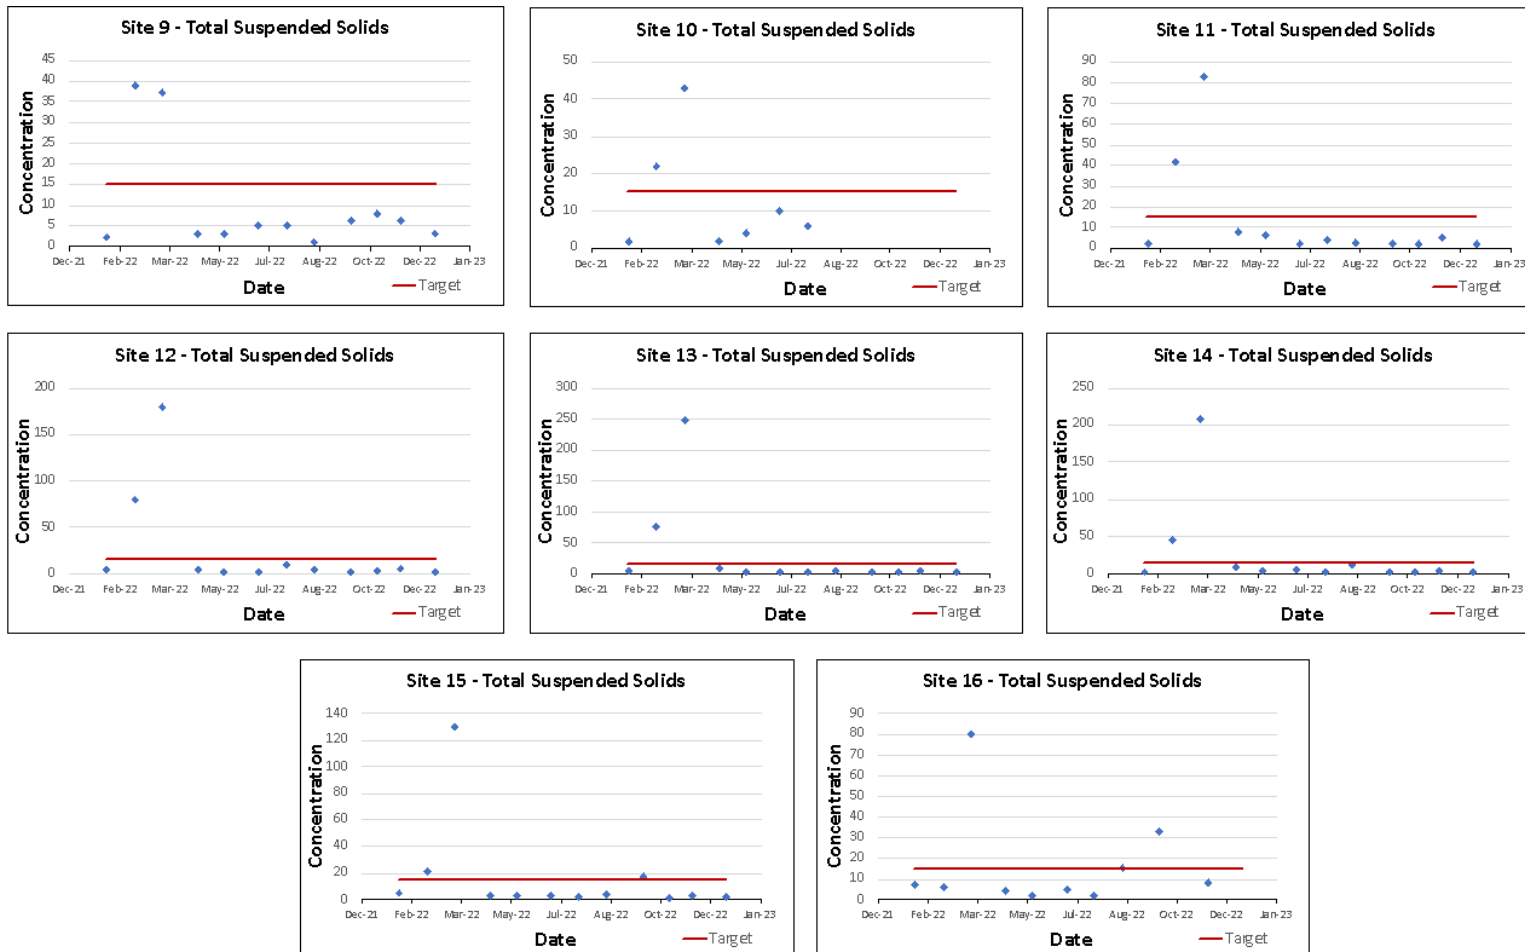 Site 9 - Total Suspended Solids
Concentration
45
40
35
30
25
20
15
10
5
0
Dec-21 Feb-22 Mar-22 May-22 Jul-22 Aug-22 Oct-22 Dec-22 Jan-23
Date
Target
Site 10 - Total Suspended Solids
Concentration
50
40
30
20
10
0
Dec-21 Feb-22 Mar-22 May-22 Jul-22 Aug-22 Oct-22 Dec-22 Jan-23
Date
Target
Site 11 - Total Suspended Solids
Concentration
90
80
70
60
50
40
30
20
10
0
Dec-21 Feb-22 Mar-22 May-22 Jul-22 Aug-22 Oct-22 Dec-22 Jan-23
Date
Target
Site 12 - Total Suspended Solids
Concentration
200
150
100
50
0
Dec-21 Feb-22 Mar-22 May-22 Jul-22 Aug-22 Oct-22 Dec-22 Jan-23
Date
Target
Site 13 - Total Suspended Solids
Concentration
300
250
200
150
100
50
0
Dec-21 Feb-22 Mar-22 May-22 Jul-22 Aug-22 Oct-22 Dec-22 Jan-23
Date
Target
Site 14 - Total Suspended Solids
Concentration
250
200
150
100
50
0
Dec-21 Feb-22 Mar-22 May-22 Jul-22 Aug-22 Oct-22 Dec-22 Jan-23
Date
Target
Site 15 - Total Suspended Solids
Concentration
140
120
100
80
60
40
20
0
Dec-21 Feb-22 Mar-22 May-22 Jul-22 Aug-22 Oct-22 Dec-22 Jan-23
Date
Target
Site 16 - Total Suspended Solids
Concentration
90
80
70
60
50
40
30
20
10
0
Dec-21 Feb-22 Mar-22 May-22 Jul-22 Aug-22 Oct-22 Dec-22 Jan-23
Date
Target